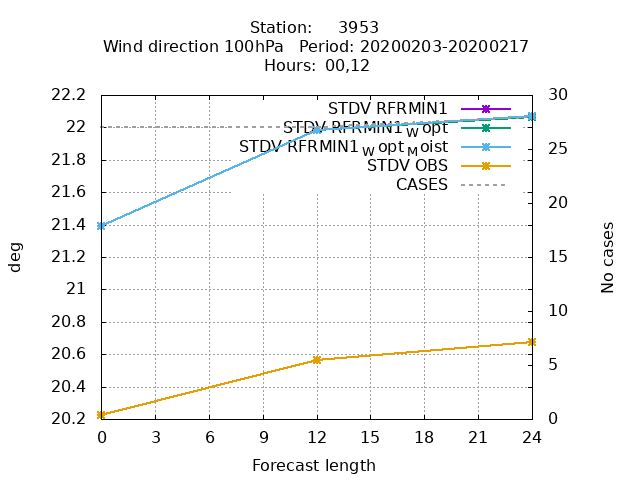 Station:     3953
Wind direction 100hPa   Period: 20200203-20200217
Hours: 00,12
STDV RFRMIN1
STDV RFRMIN1_W opt
STDV RFRMIN1_W opt_M oist
STDV OBS
CASES
22.2
22
21.8
21.6
21.4
21.2
21
20.8
20.6
20.4
20.2
deg
30
25
20
15
10
5
0
No cases
0 3 6 9 12 15 18 21 24
Forecast length